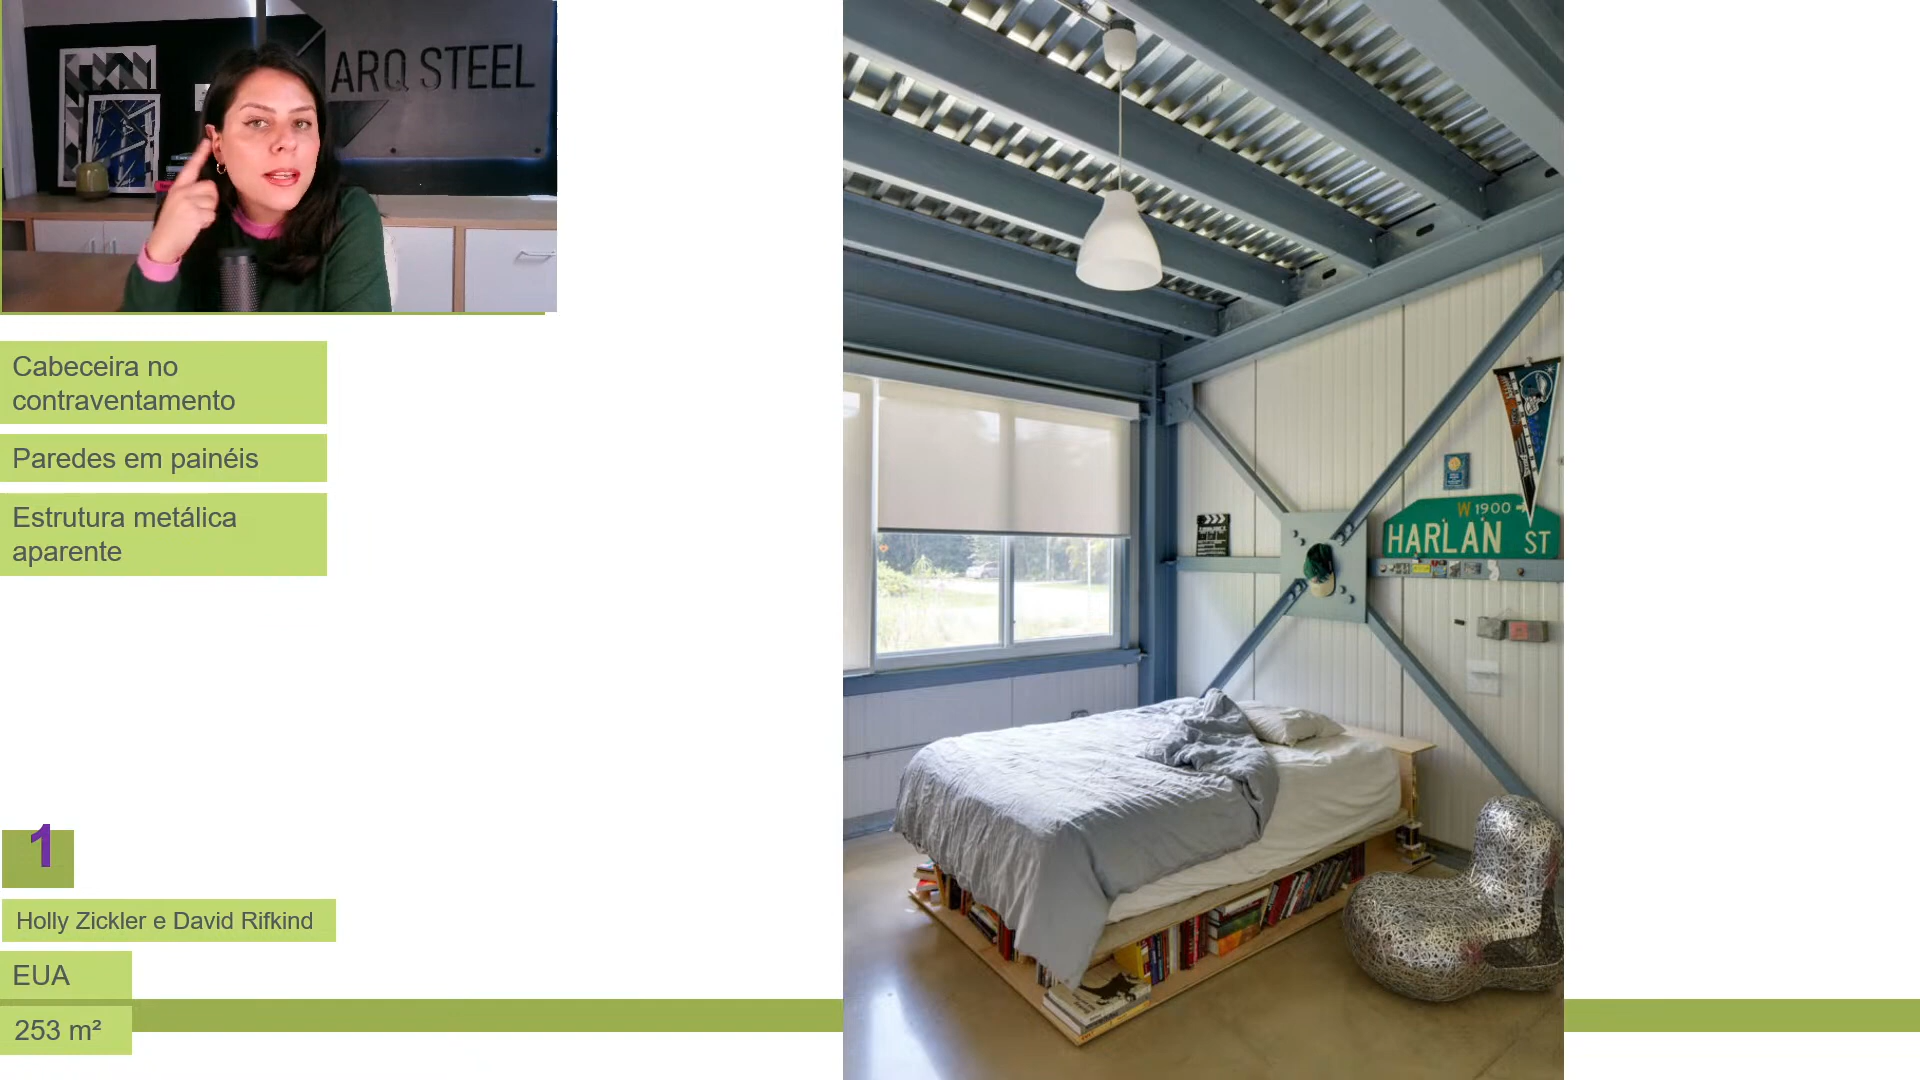 ARQ STEEL
Cabeceira no
contraventamento
Paredes em painéis
Estrutura metálica
aparente
1
Holly Zickler e David Rifkind
EUA
253 m²
W 1900
HARLAN ST